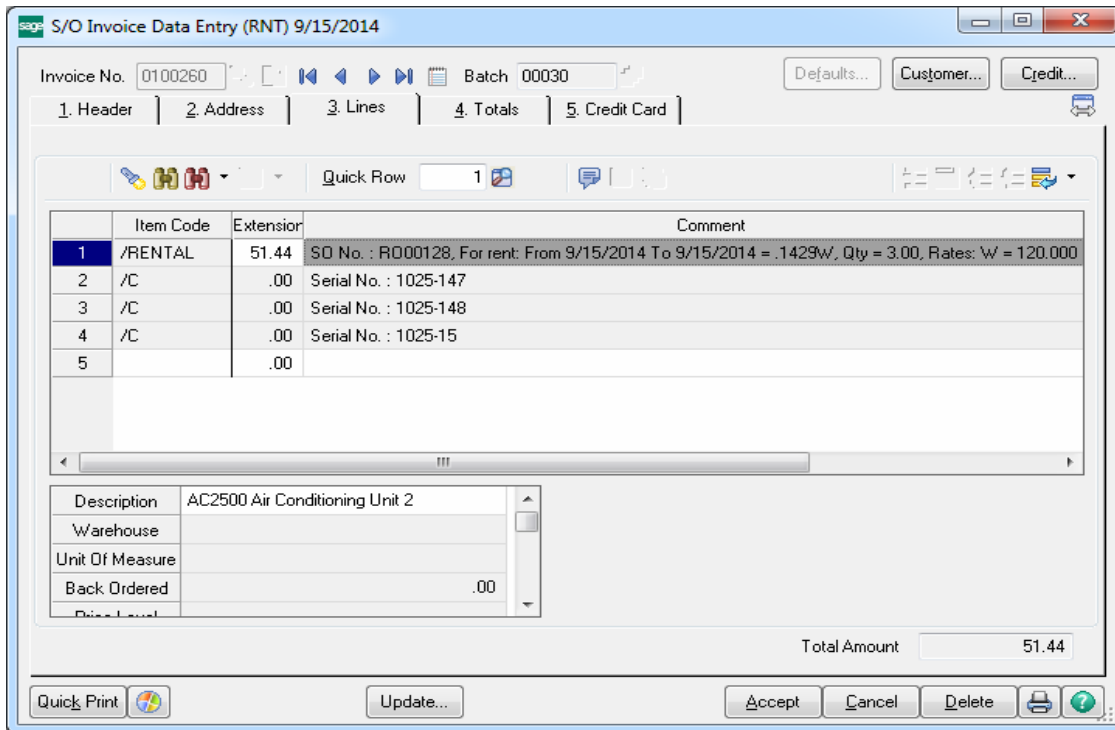 sage S/O Invoice Data Entry (RNT) 9/15/2014
Invoice No. 0100260 Batch 00030 Defaults... Customer... Credit...
1. Header 2. Address 3. Lines 4. Totals 5. Credit Card
Quick Row 1
Item Code Extension Comment
1 /RENTAL 51.44 SO No. : RO00128, For rent: From 9/15/2014 To 9/15/2014 = .1429W, Qty = 3.00, Rates: W = 120.000
2 /C .00 Serial No. : 1025-147
3 /C .00 Serial No. : 1025-148
4 /C .00 Serial No. : 1025-15
5 .00
Description AC2500 Air Conditioning Unit 2
Warehouse
Unit Of Measure
Back Ordered .00
Price Level
Total Amount 51.44
Quick Print Update... Accept Cancel Delete